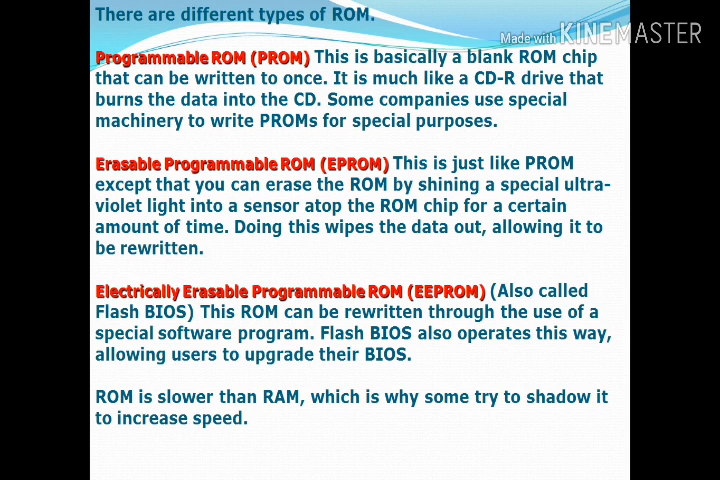 There are different types of ROM.
Made with KINEMASTER
Programmable ROM (PROM) This is basically a blank ROM chip
that can be written to once. It is much like a CD-R drive that
burns the data into the CD. Some companies use special
machinery to write PROMs for special purposes.
Erasable Programmable ROM (EPROM) This is just like PROM
except that you can erase the ROM by shining a special ultra-
violet light into a sensor atop the ROM chip for a certain
amount of time. Doing this wipes the data out, allowing it to
be rewritten.
Electrically Erasable Programmable ROM (EEPROM) (Also called
Flash BIOS) This ROM can be rewritten through the use of a
special software program. Flash BIOS also operates this way,
allowing users to upgrade their BIOS.
ROM is slower than RAM, which is why some try to shadow it
to increase speed.